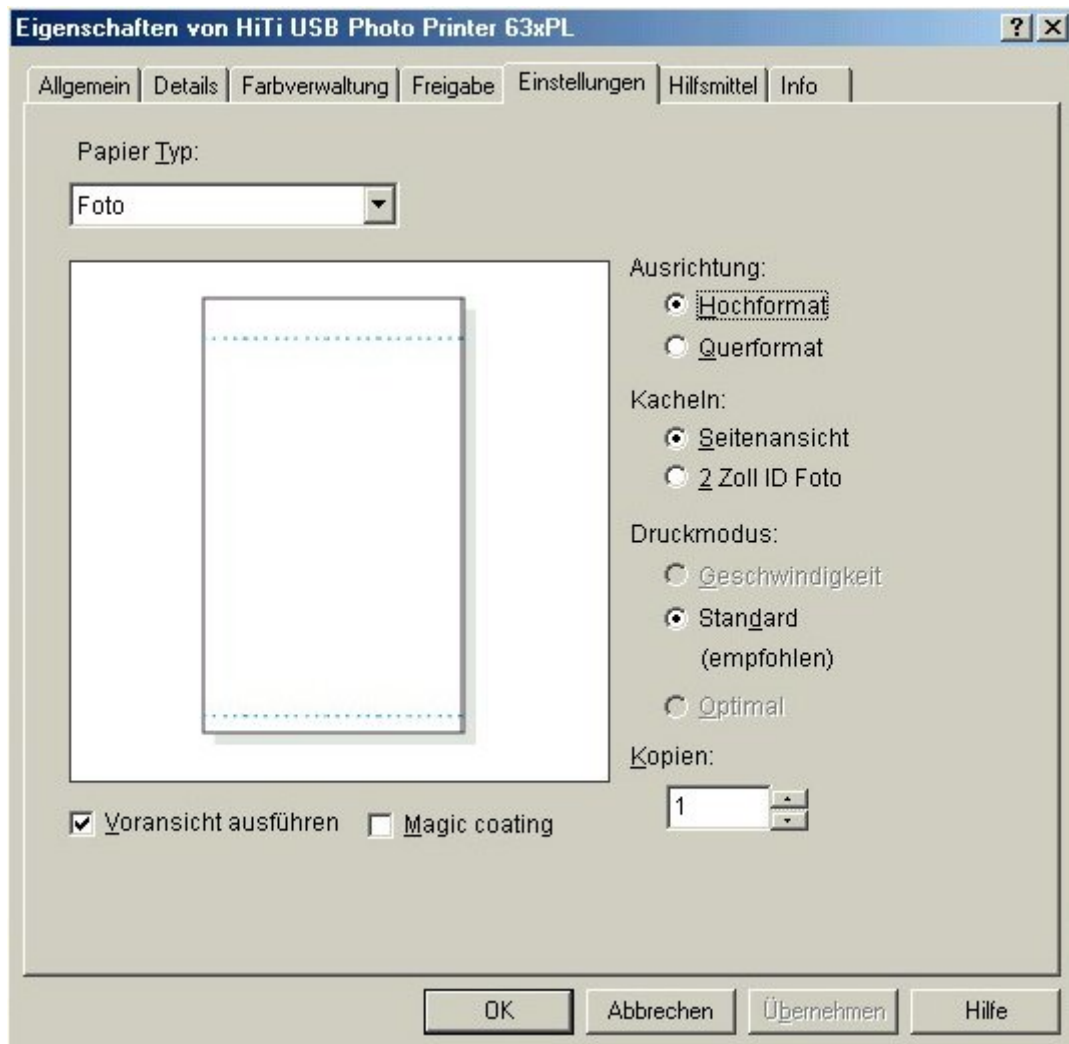 Eigenschaften von HiTi USB Photo Printer 63xPL
Allgemein Details Farbverwaltung Freigabe Einstellungen Hilfsmittel Info
Papier Typ:
Foto
Ausrichtung:
Hochformat
Querformat
Kacheln:
Seitenansicht
2 Zoll ID Foto
Druckmodus:
Geschwindigkeit
Standard
(empfohlen)
Optimal
Kopien:
1
Voransicht ausführen Magic coating
OK Abbrechen Übernehmen Hilfe